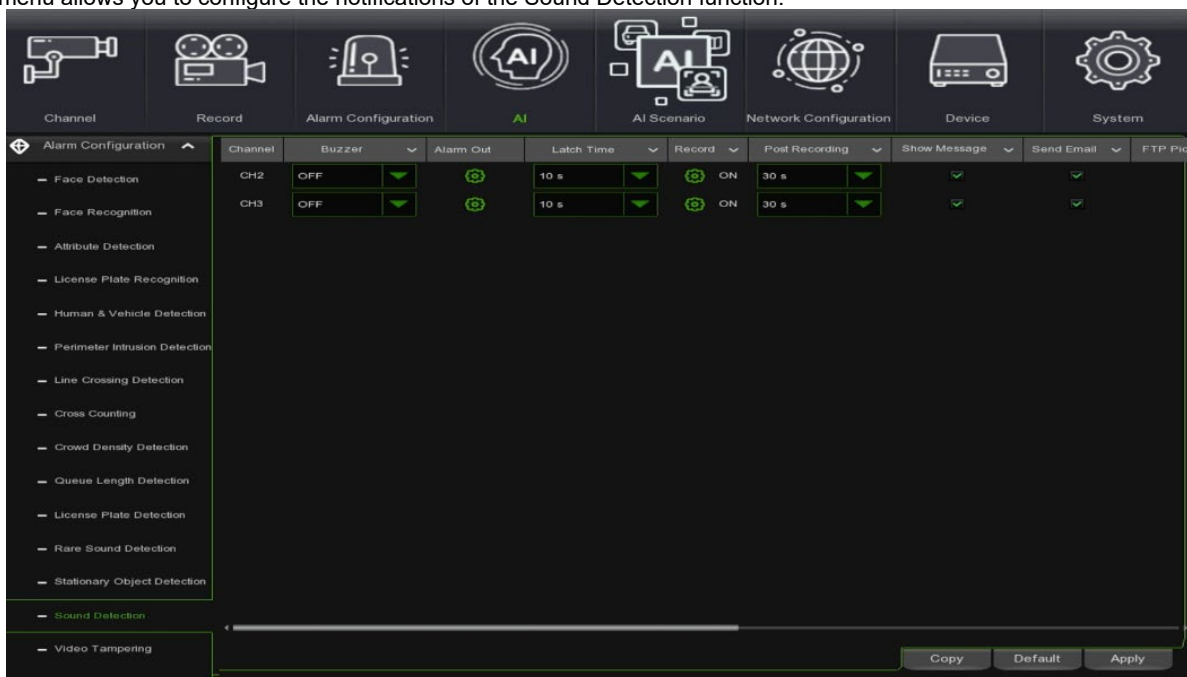 menu allows you to configure the notifications of the Sound Detection function.
AI
AI
Channel Record Alarm Configuration AI AI Scenario Network Configuration Device System
Alarm Configuration Channel Buzzer Alarm Out Latch Time Record Post Recording Show Message Send Email FTP Pic
Face Detection CH2 OFF 10 s ON 30 s
Face Recognition CH3 OFF 10 s ON 30 s
Attribute Detection
License Plate Recognition
Human & Vehicle Detection
Perimeter Intrusion Detection
Line Crossing Detection
Cross Counting
Crowd Density Detection
Queue Length Detection
License Plate Detection
Rare Sound Detection
Stationary Object Detection
Sound Detection
Video Tampering
Copy Default Apply